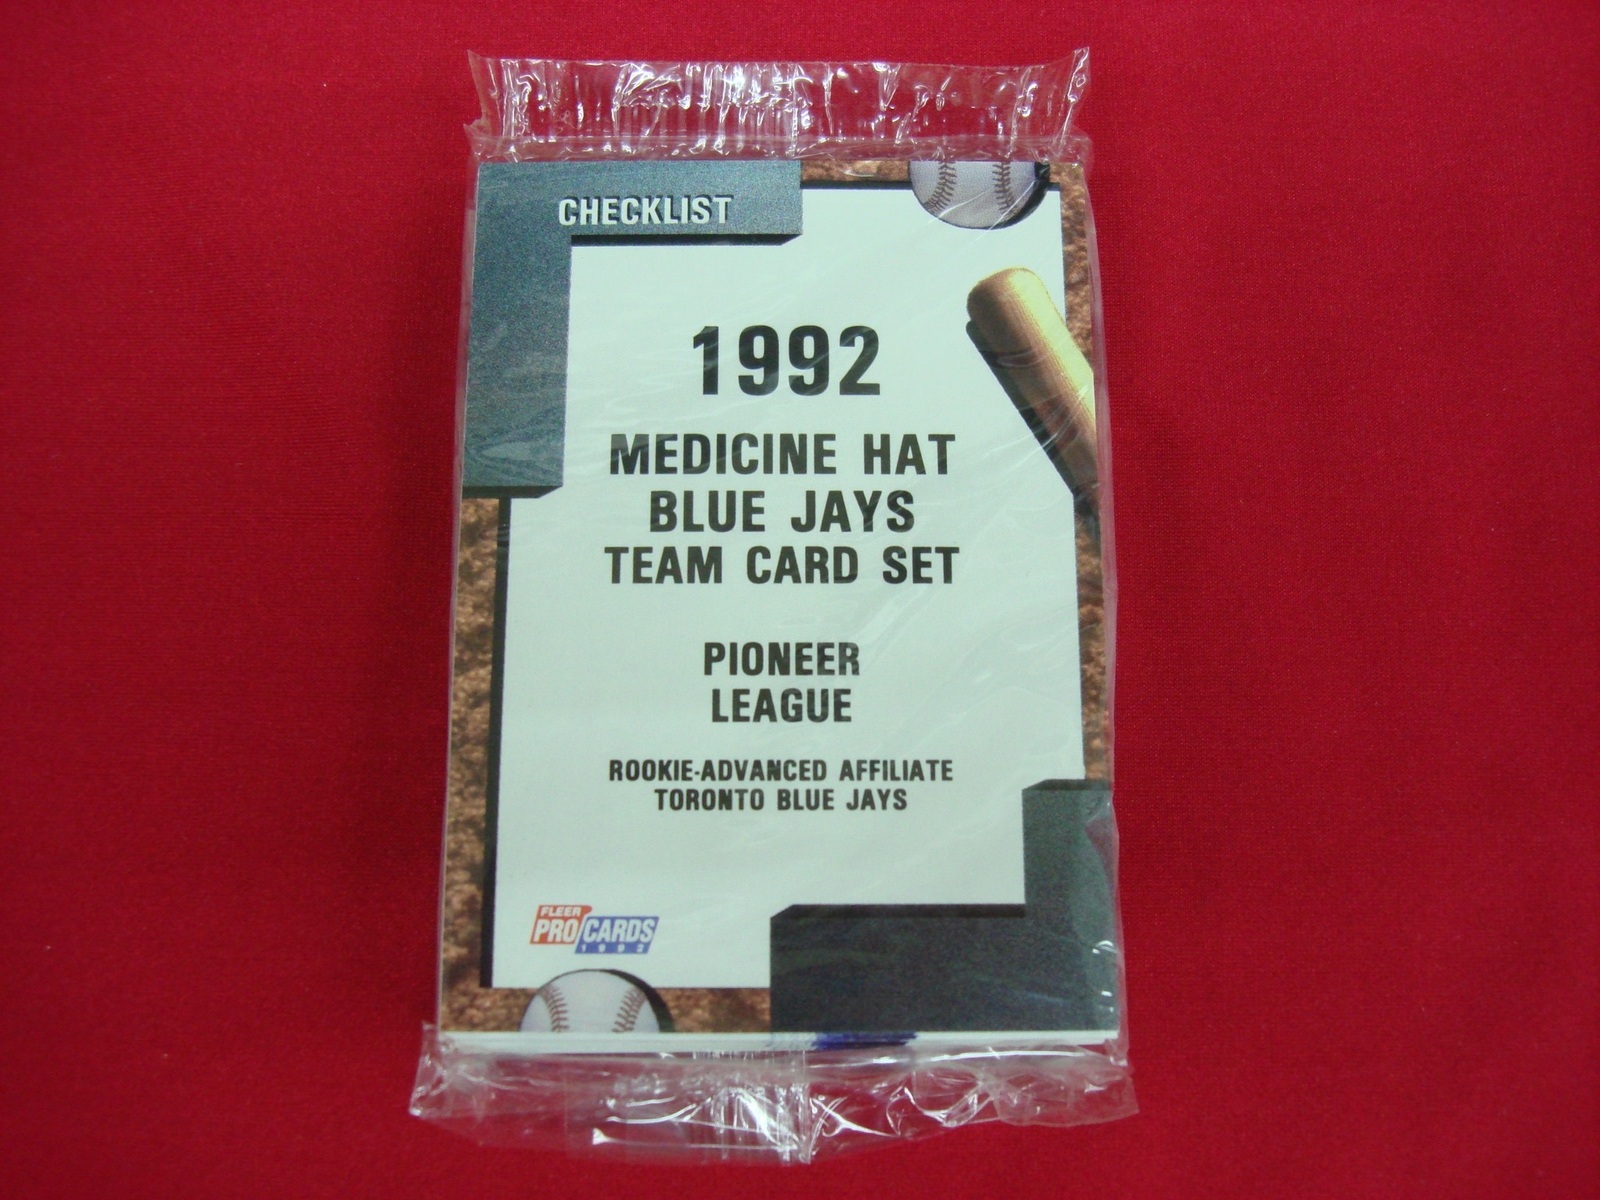 CHECKLIST
1992
MEDICINE HAT
BLUE JAYS
TEAM CARD SET
PIONEER
LEAGUE
ROOKIE-ADVANCED AFFILIATE
TORONTO BLUE JAYS
FLEER
PRO CARDS
1992